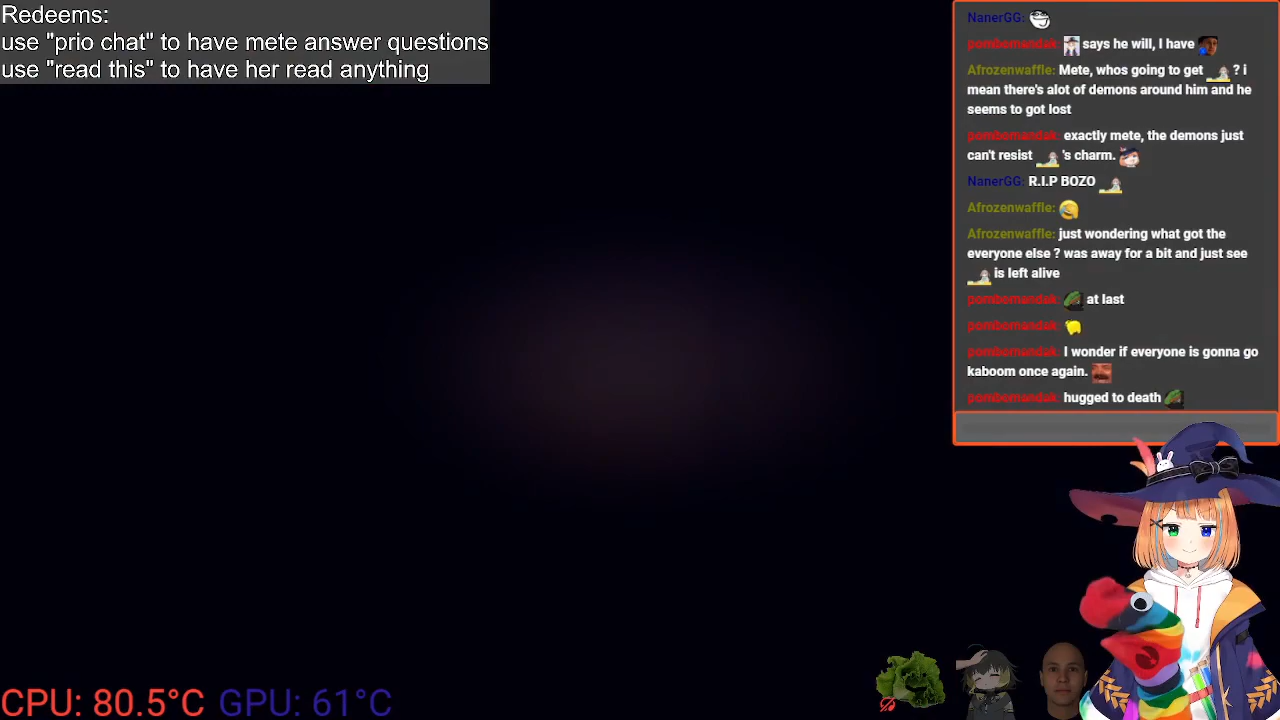 Redeems:
use "prio chat" to have mete answer questions
use "read this" to have her read anything
NanerGG:
pombomandak: says he will, I have
Afrozenwaffle: Mete, whos going to get ? i
mean there's alot of demons around him and he
seems to got lost
pombomandak: exactly mete, the demons just
can't resist 's charm.
NanerGG: R.I.P BOZO
Afrozenwaffle:
Afrozenwaffle: just wondering what got the
everyone else ? was away for a bit and just see
is left alive
pombomandak: at last
pombomandak:
pombomandak: I wonder if everyone is gonna go
kaboom once again.
pombomandak: hugged to death
CPU: 80.5°C GPU: 61°C